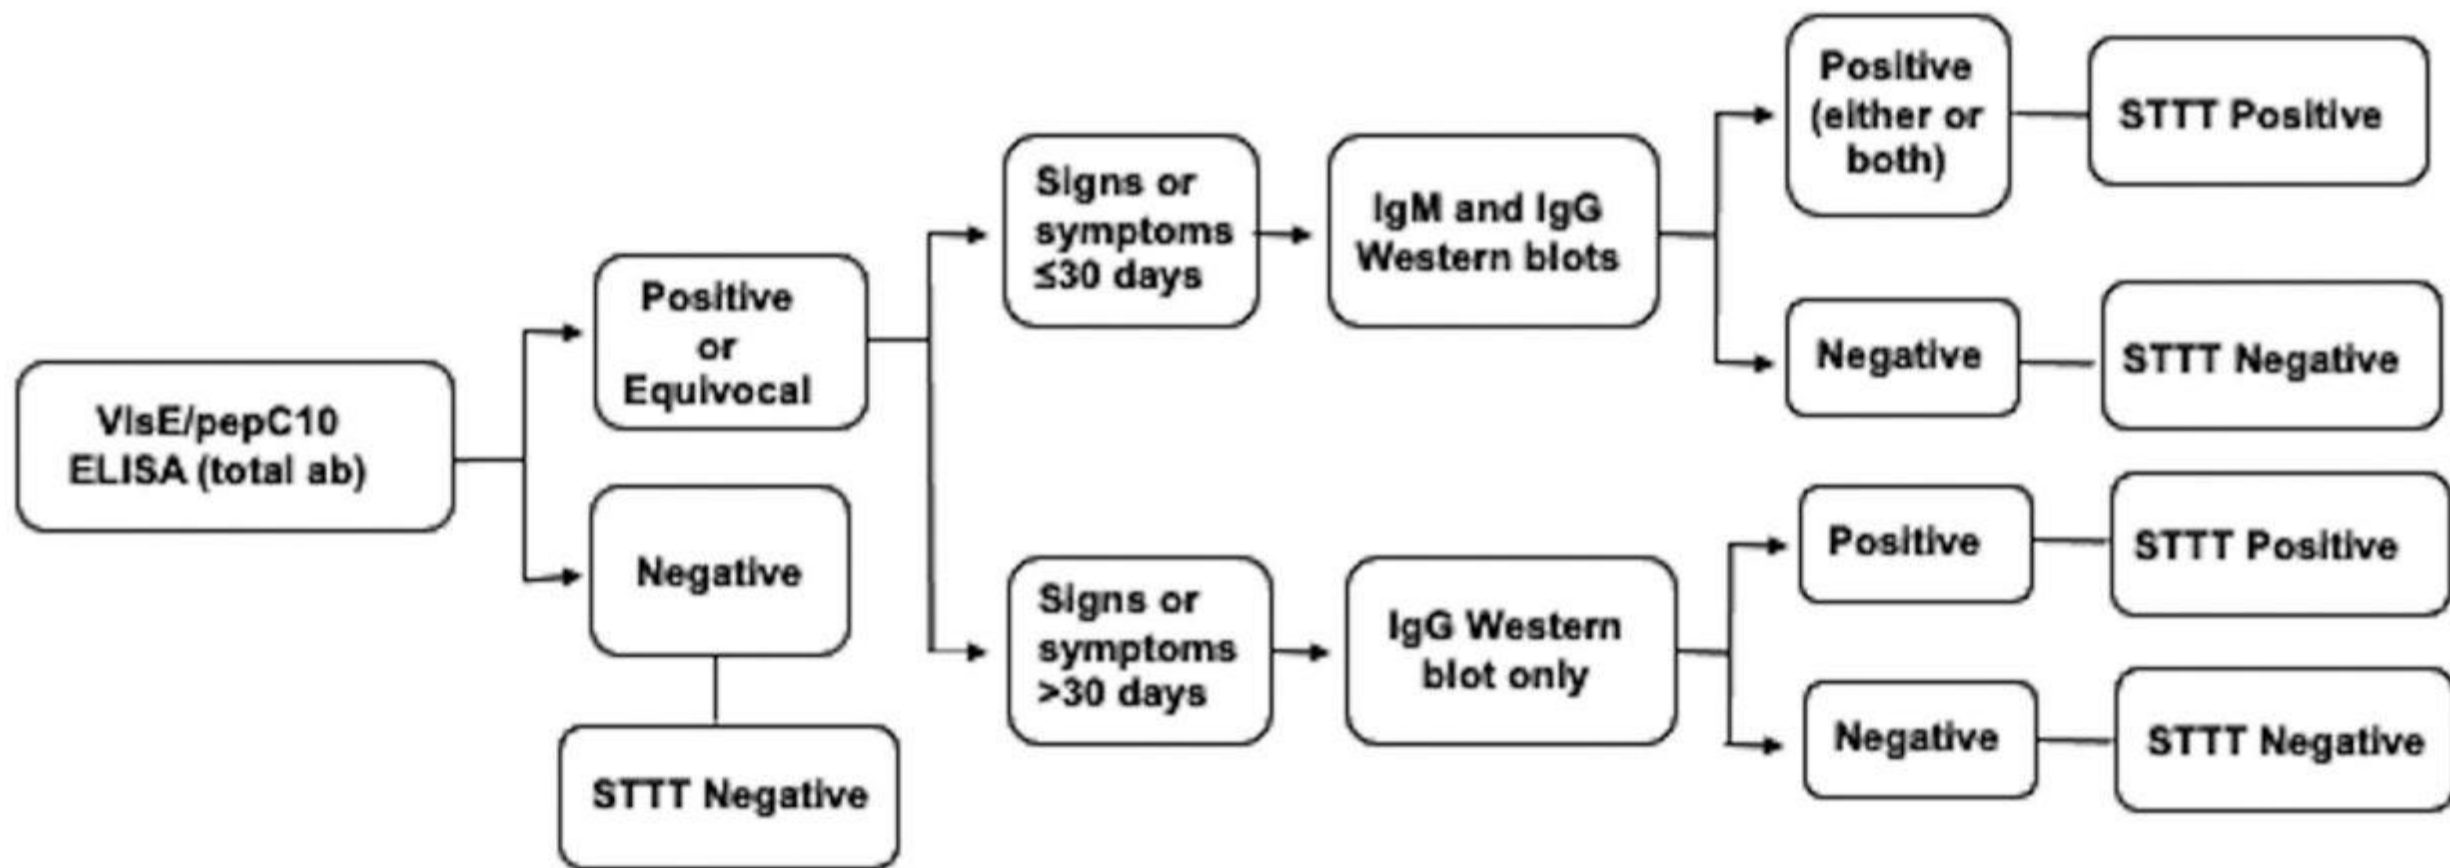 VlsE/pepC10
ELISA (total ab)
Positive
or
Equivocal
Negative
STTT Negative
Signs or
symptoms
≤30 days
IgM and IgG
Western blots
Positive
(either or
both)
STTT Positive
Negative
STTT Negative
Signs or
symptoms
>30 days
IgG Western
blot only
Positive
STTT Positive
Negative
STTT Negative